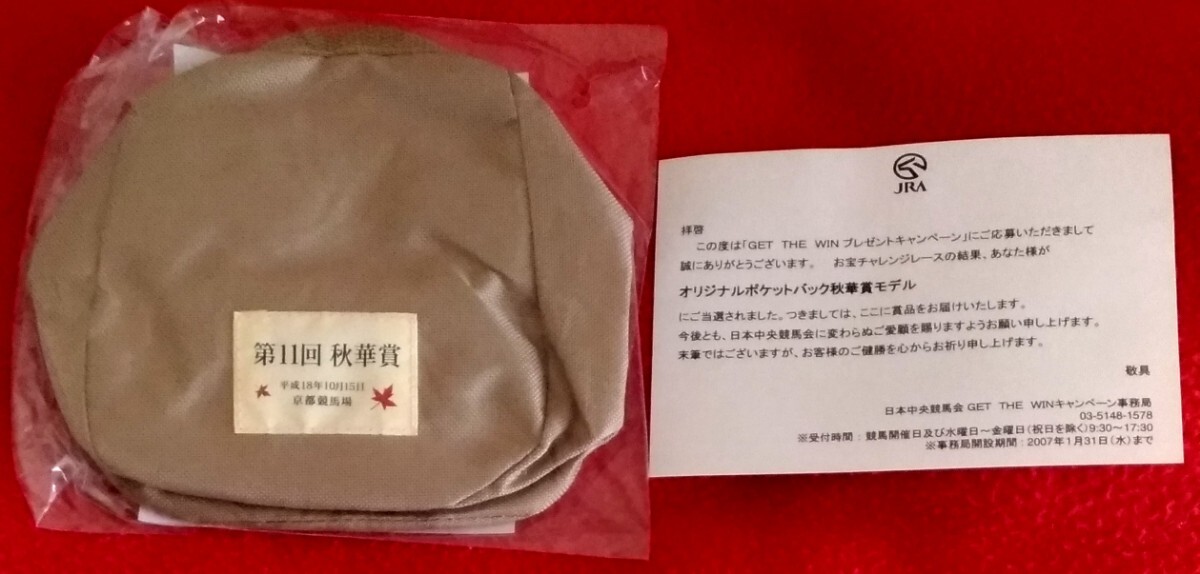 第11回 秋華賞
平成18年10月15日
京都競馬場
JRA
拝啓
この度は「GET THE WIN プレゼントキャンペーン」にご応募いただきまして
誠にありがとうございます。 お宝チャレンジレースの結果、あなた様が
オリジナルポケットバック秋華賞モデル
にご当選されました。つきましては、ここに賞品をお届けいたします。
今後とも、日本中央競馬会に変わらぬご愛顧を賜りますようお願い申し上げます。
末筆ではございますが、お客様のご健勝を心からお祈り申し上げます。
敬具
日本中央競馬会 GET THE WINキャンペーン事務局
03-5148-1578
※受付時間：競馬開催日及び水曜日～金曜日（祝日を除く）9:30～17:30
※事務局開設期間：2007年1月31日（水）まで